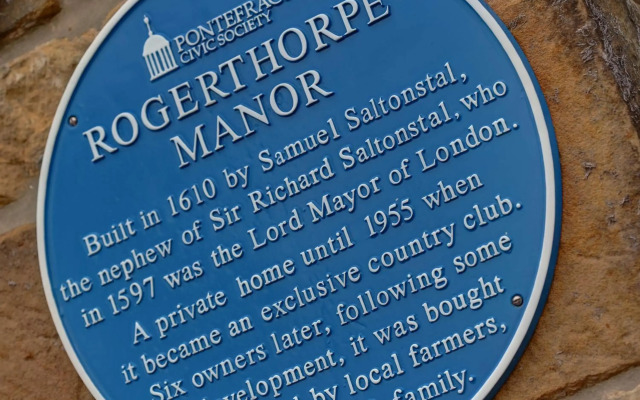 PONTEFRACT
CIVIC SOCIETY
ROGERTHORPE
MANOR
Built in 1610 by Samuel Saltonstal,
the nephew of Sir Richard Saltonstal, who
in 1597 was the Lord Mayor of London.
A private home until 1955 when
it became an exclusive country club.
Six owners later, following some
evelopment, it was bought
by local farmers,
family.